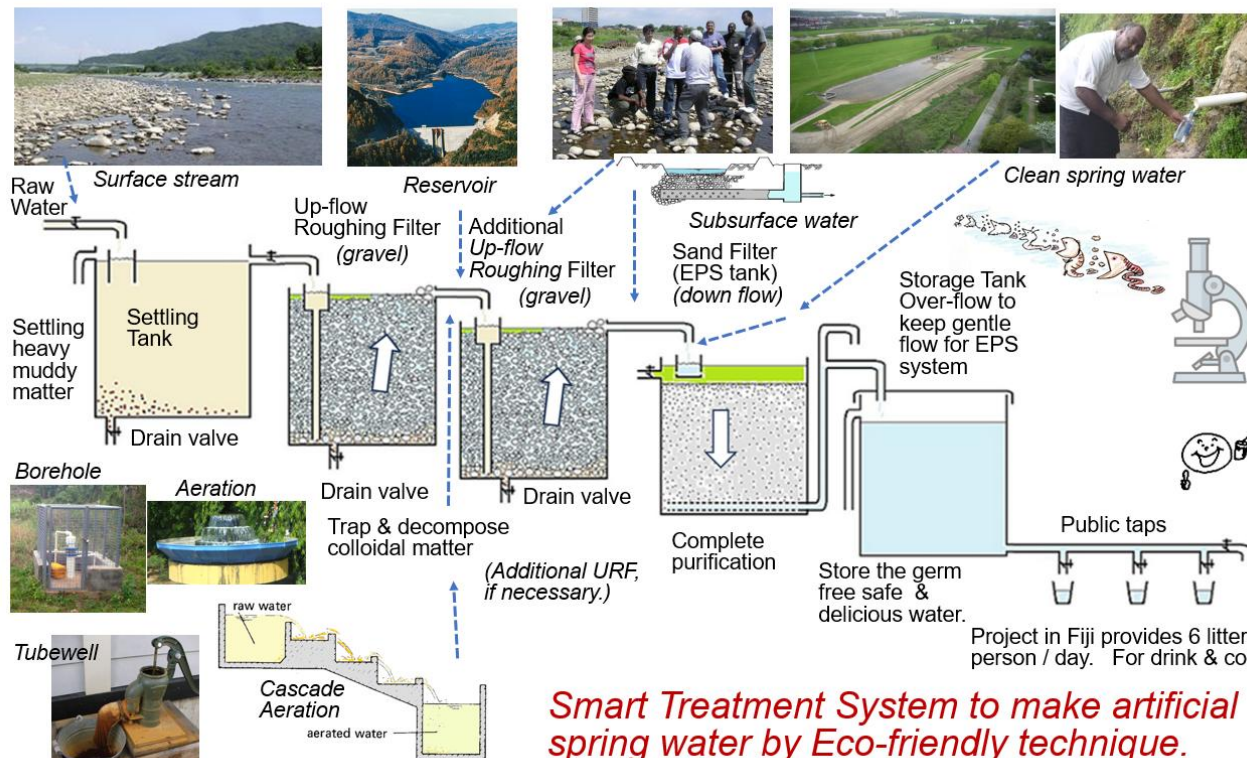 Surface stream
Reservoir
Subsurface water
Clean spring water
Raw
Water
Up-flow
Roughing Filter
(gravel)
Additional
Up-flow
Roughing Filter
(gravel)
Sand Filter
(EPS tank)
(down flow)
Storage Tank
Over-flow to
keep gentle
flow for EPS
system
Settling
heavy
muddy
matter
Settling
Tank
Drain valve
Drain valve
Drain valve
Borehole
Aeration
Trap & decompose
colloidal matter
(Additional URF,
if necessary.)
Complete
purification
Store the germ
free safe &
delicious water.
Public taps
Project in Fiji provides 6 litter
person / day. For drink & co
Tubewell
raw water
Cascade
Aeration
aerated water
Smart Treatment System to make artificial
spring water by Eco-friendly technique.